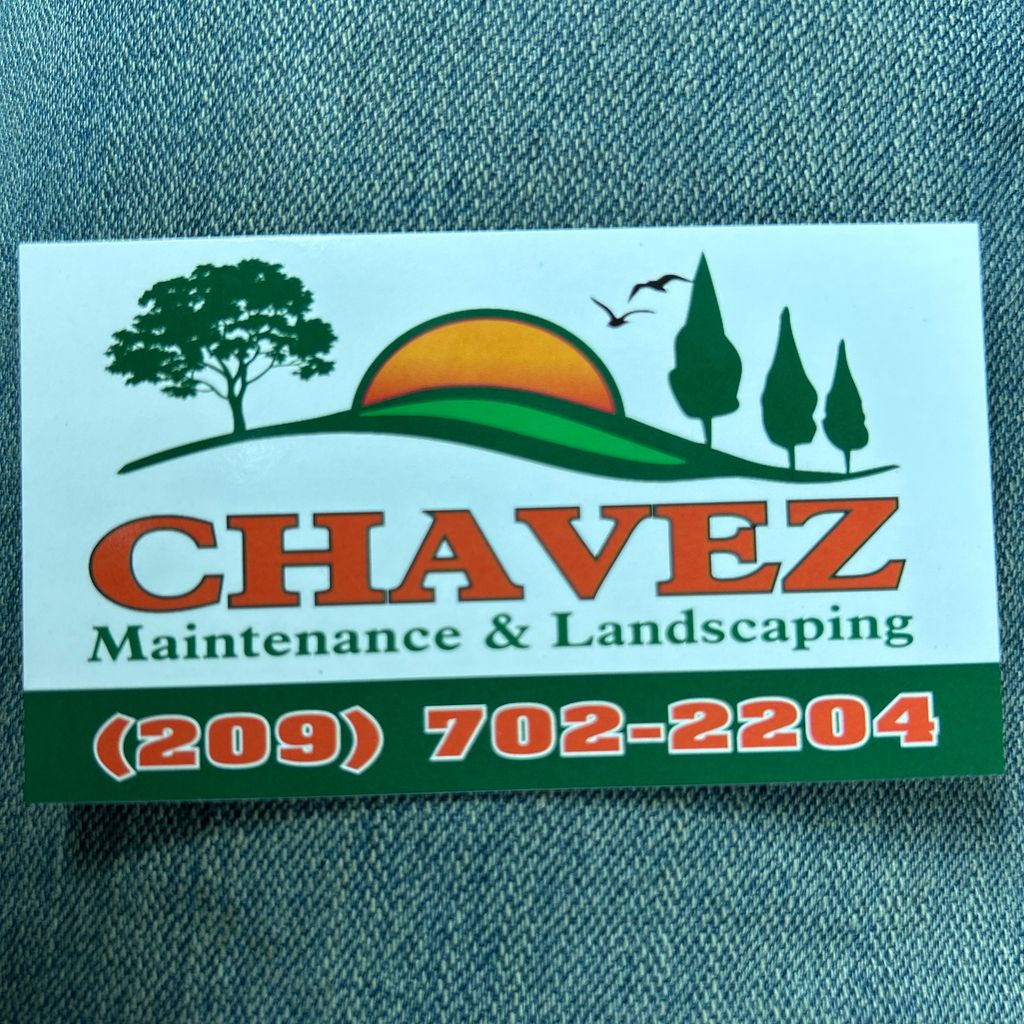 CHAVEZ
Maintenance & Landscaping
(209) 702-2204